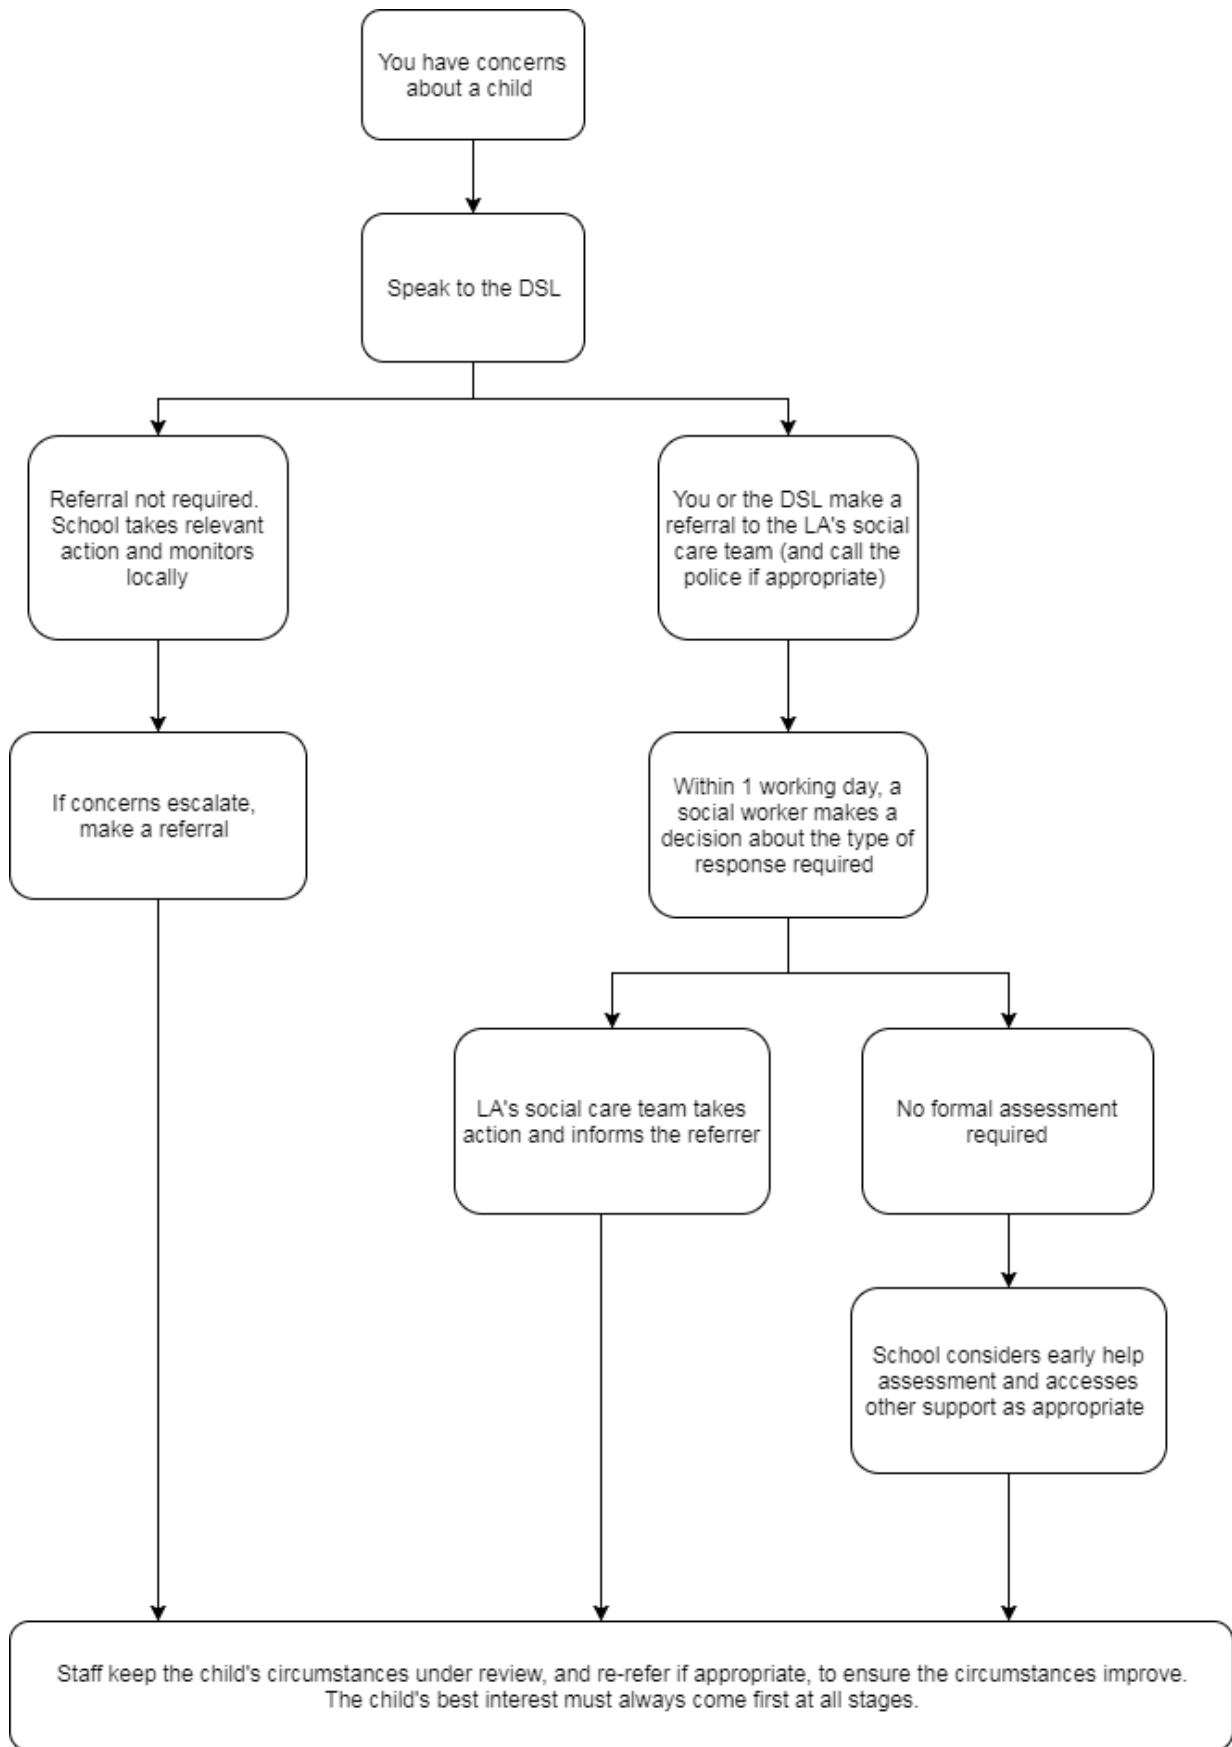 You have concerns
about a child
Speak to the DSL
Referral not required.
School takes relevant
action and monitors
locally
You or the DSL make a
referral to the LA's social
care team (and call the
police if appropriate)
If concerns escalate,
make a referral
Within 1 working day, a
social worker makes a
decision about the type of
response required
LA's social care team takes
action and informs the referrer
No formal assessment
required
School considers early help
assessment and accesses
other support as appropriate
Staff keep the child's circumstances under review, and re-refer if appropriate, to ensure the circumstances improve.
The child's best interest must always come first at all stages.